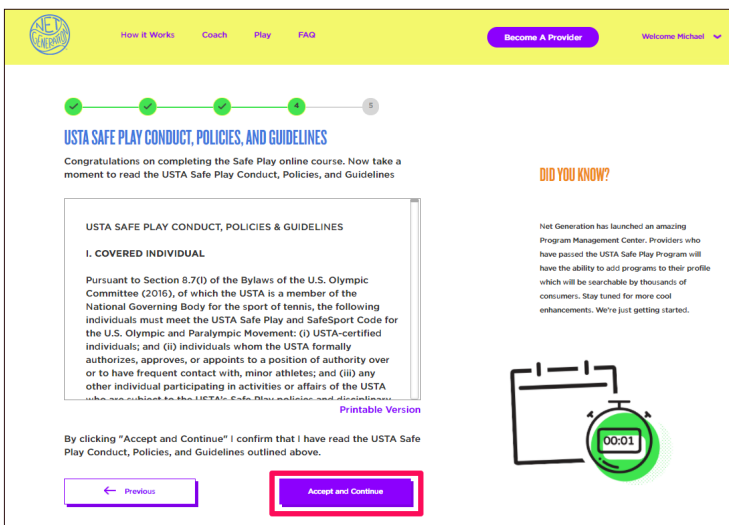 NET
GENERATION
How it Works
Coach
Play
FAQ
Become A Provider
Welcome Michael
4
5
USTA SAFE PLAY CONDUCT, POLICIES, AND GUIDELINES
Congratulations on completing the Safe Play online course. Now take a
moment to read the USTA Safe Play Conduct, Policies, and Guidelines
USTA SAFE PLAY CONDUCT, POLICIES & GUIDELINES
I. COVERED INDIVIDUAL
Pursuant to Section 8.7(l) of the Bylaws of the U.S. Olympic
Committee (2016), of which the USTA is a member of the
National Governing Body for the sport of tennis, the following
individuals must meet the USTA Safe Play and SafeSport Code for
the U.S. Olympic and Paralympic Movement: (i) USTA-certified
individuals; and (ii) individuals whom the USTA formally
authorizes, approves, or appoints to a position of authority over
or to have frequent contact with, minor athletes; and (iii) any
other individual participating in activities or affairs of the USTA
who are subject to the USTA's Safe Play policies and disciplinary
Printable Version
By clicking "Accept and Continue" I confirm that I have read the USTA Safe
Play Conduct, Policies, and Guidelines outlined above.
Previous
Accept and Continue
DID YOU KNOW?
Net Generation has launched an amazing
Program Management Center. Providers who
have passed the USTA Safe Play Program will
have the ability to add programs to their profile
which will be searchable by thousands of
consumers. Stay tuned for more cool
enhancements. We're just getting started.
00:01